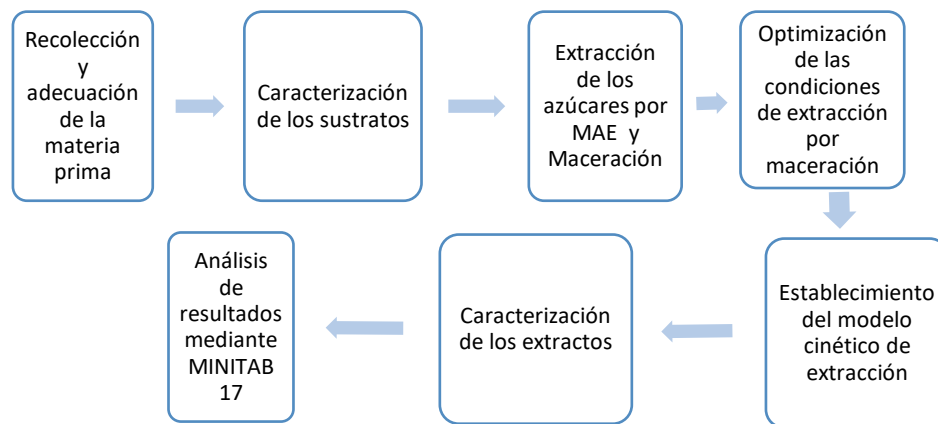 Recolección
y
adecuación
de la
materia
prima
Caracterización
de los sustratos
Extracción
de los
azúcares por
MAE y
Maceración
Optimización
de las
condiciones
de extracción
por
maceración
Establecimiento
del modelo
cinético de
extracción
Caracterización
de los extractos
Análisis
de
resultados
mediante
MINITAB
17